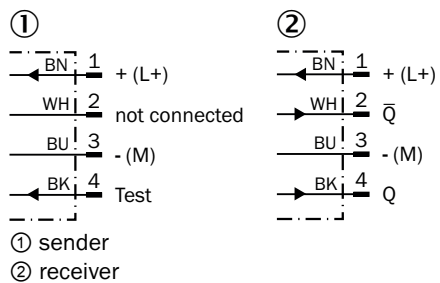 ① ②
BN 1 + (L+)
WH 2 not connected
BU 3 - (M)
BK 4 Test
BN 1 + (L+)
WH 2 Q̅
BU 3 - (M)
BK 4 Q
① sender
② receiver